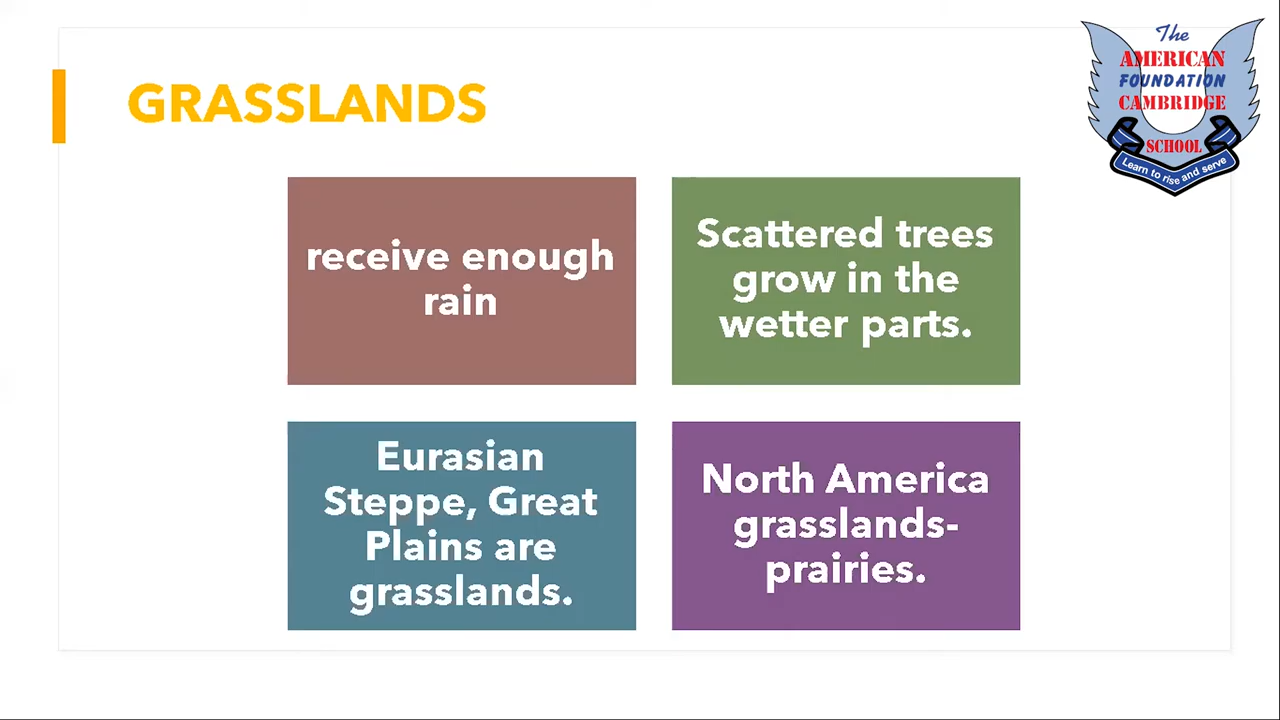 GRASSLANDS
The
AMERICAN
FOUNDATION
CAMBRIDGE
SCHOOL
Learn to rise and serve
receive enough
rain
Scattered trees
grow in the
wetter parts.
Eurasian
Steppe, Great
Plains are
grasslands.
North America
grasslands-
prairies.